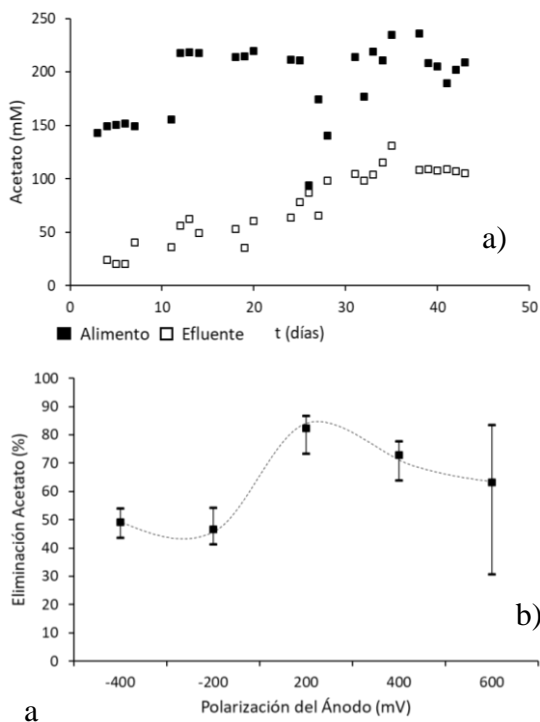 250
200
150
100
50
0
Acetato (mM)
a)
0 10 20 30 40 50
Alimento Efluente t (días)
100
90
80
70
60
50
40
30
20
10
0
Eliminación Acetato (%)
b)
-400 -200 200 400 600
Polarización del Ánodo (mV)
a